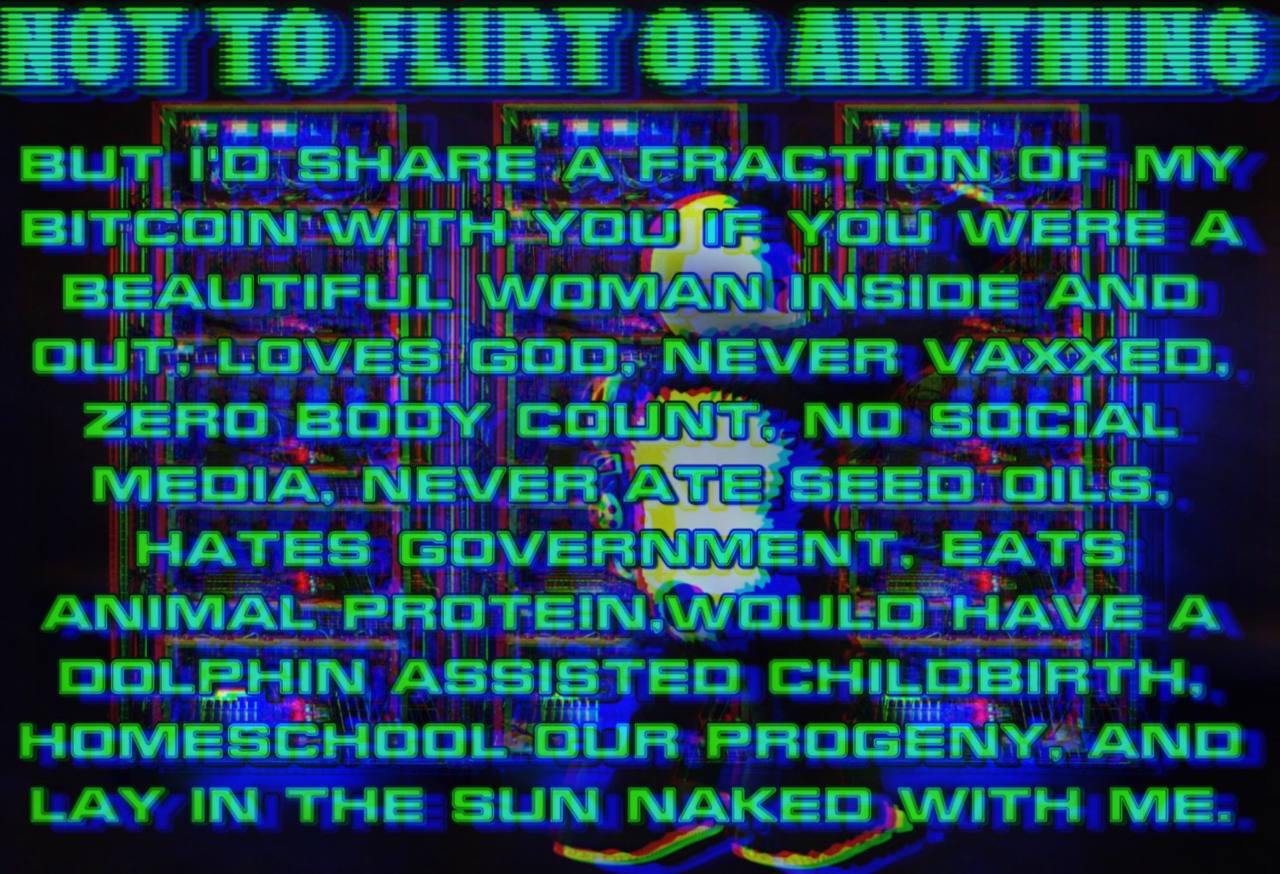 NOT TO FLIRT OR ANYTHING
BUT I'D SHARE A FRACTION OF MY
BITCOIN WITH YOU IF YOU WERE A
BEAUTIFUL WOMAN INSIDE AND
OUT, LOVES GOD, NEVER VAXXED,
ZERO BODY COUNT, NO SOCIAL
MEDIA, NEVER ATE SEED OILS,
HATES GOVERNMENT, EATS
ANIMAL PROTEIN,WOULD HAVE A
DOLPHIN ASSISTED CHILDBIRTH,
HOMESCHOOL OUR PROGENY, AND
LAY IN THE SUN NAKED WITH ME.